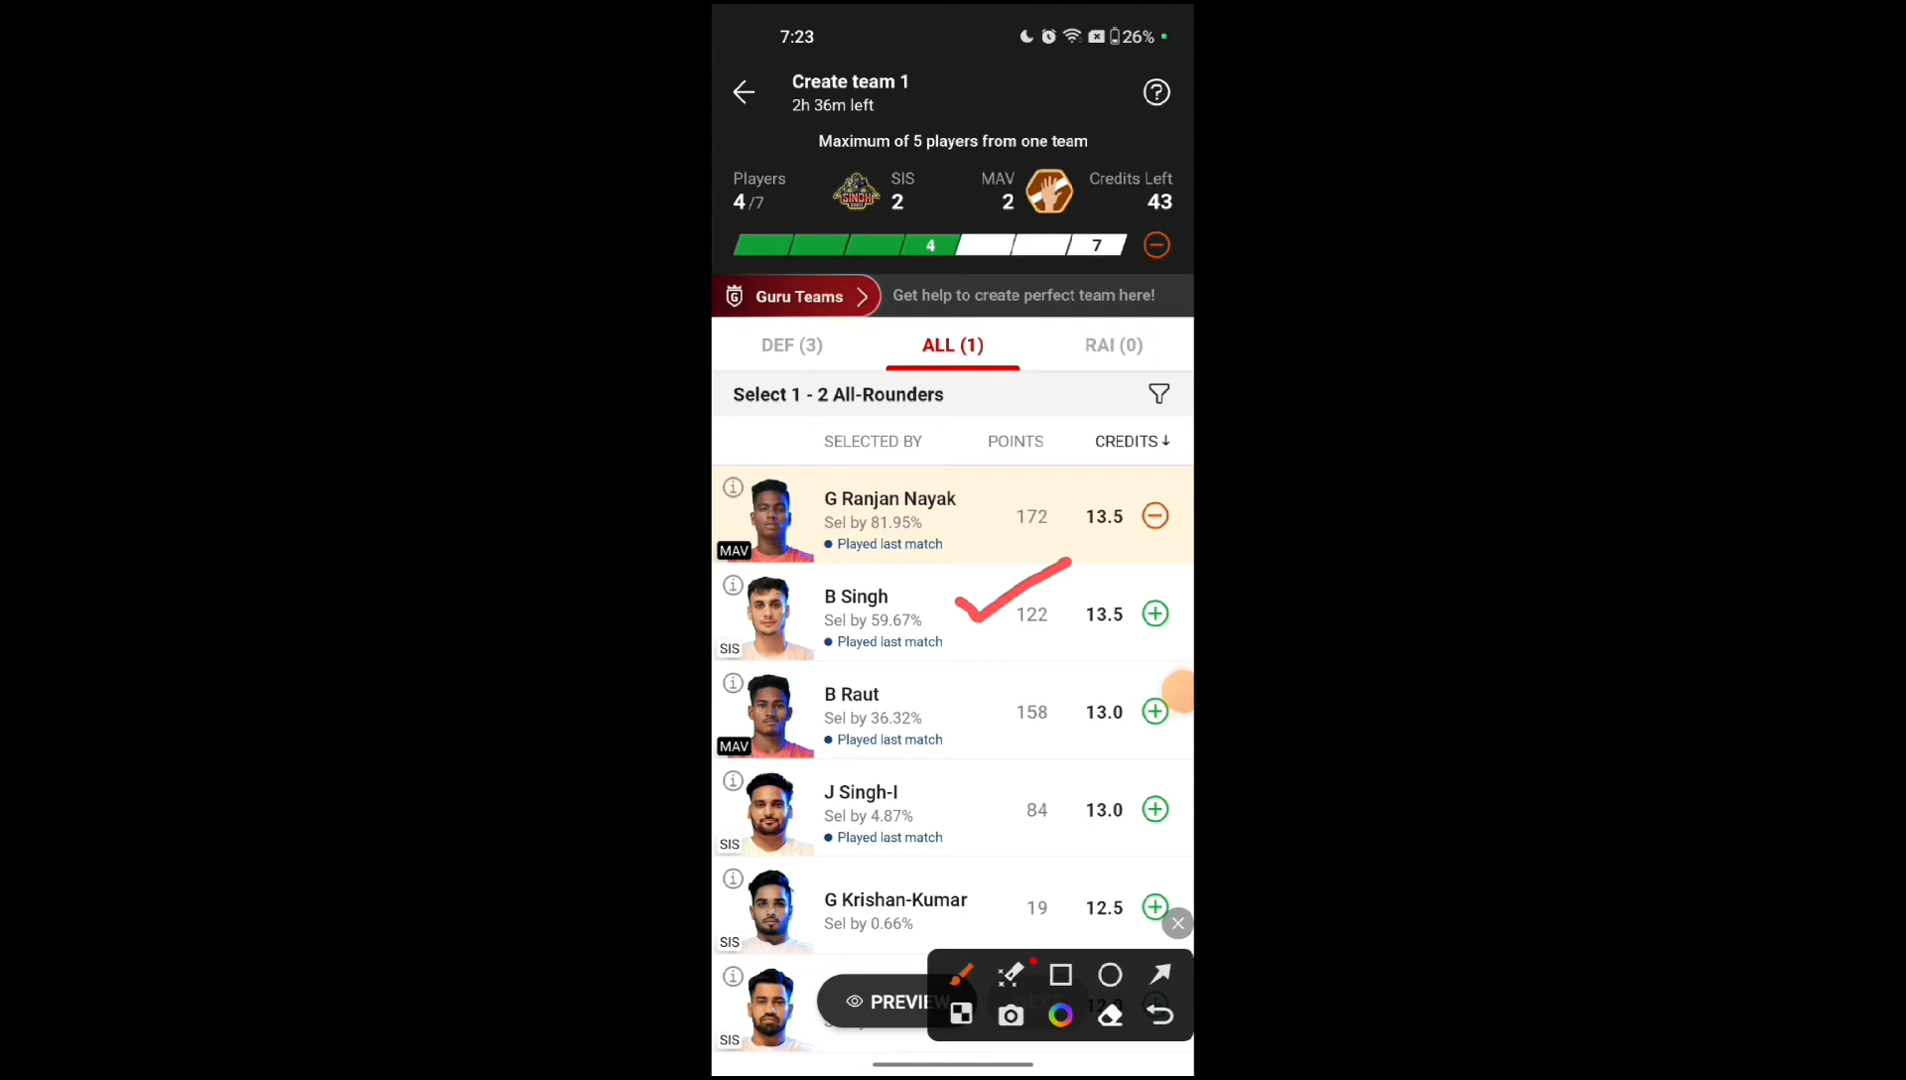 7:23
26%
Create team 1
2h 36m left
Maximum of 5 players from one team
Players
4/7
SINDH
SIS
2
MAV
2
Credits Left
43
4
7
G
Guru Teams
Get help to create perfect team here!
DEF (3)
ALL (1)
RAI (0)
Select 1 - 2 All-Rounders
SELECTED BY
POINTS
CREDITS↓
G Ranjan Nayak
Sel by 81.95%
Played last match
172
13.5
MAV
B Singh
Sel by 59.67%
Played last match
122
13.5
SIS
B Raut
Sel by 36.32%
Played last match
158
13.0
MAV
J Singh-I
Sel by 4.87%
Played last match
84
13.0
SIS
G Krishan-Kumar
Sel by 0.66%
19
12.5
SIS
PREVIEW
SIS